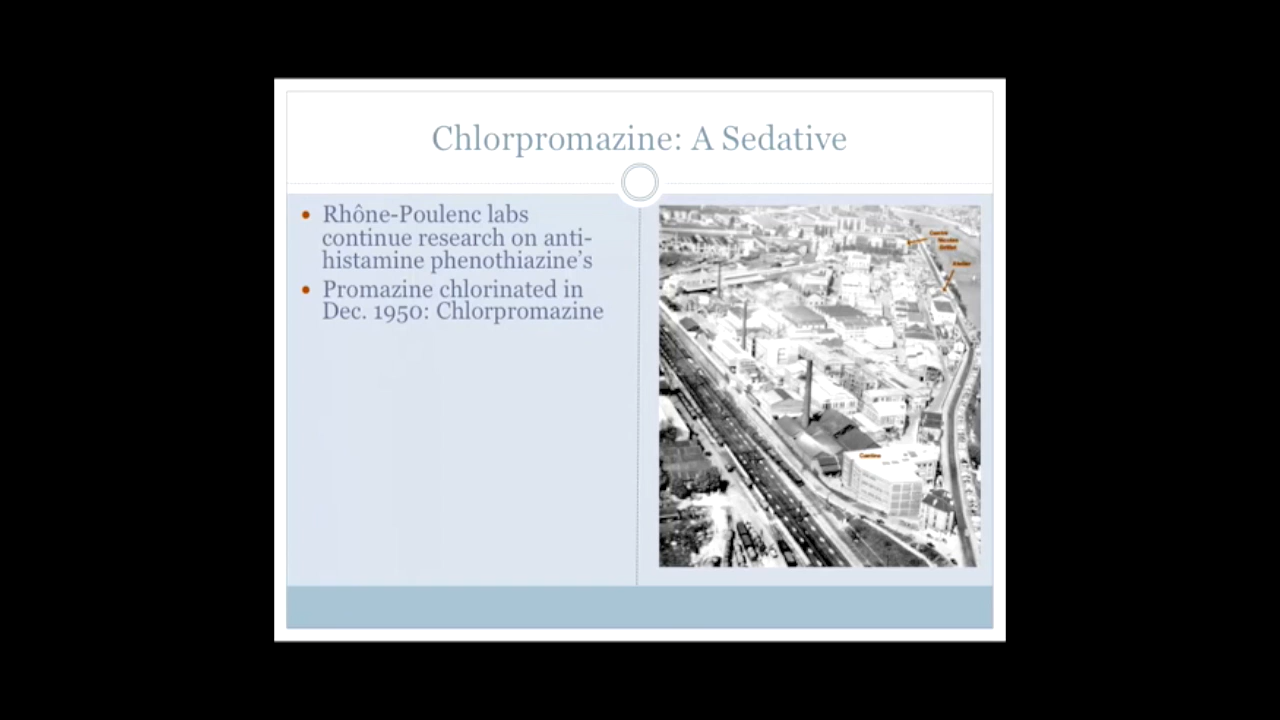 Chlorpromazine: A Sedative
Rhône-Poulenc labs
continue research on anti-
histamine phenothiazine's
Promazine chlorinated in
Dec. 1950: Chlorpromazine